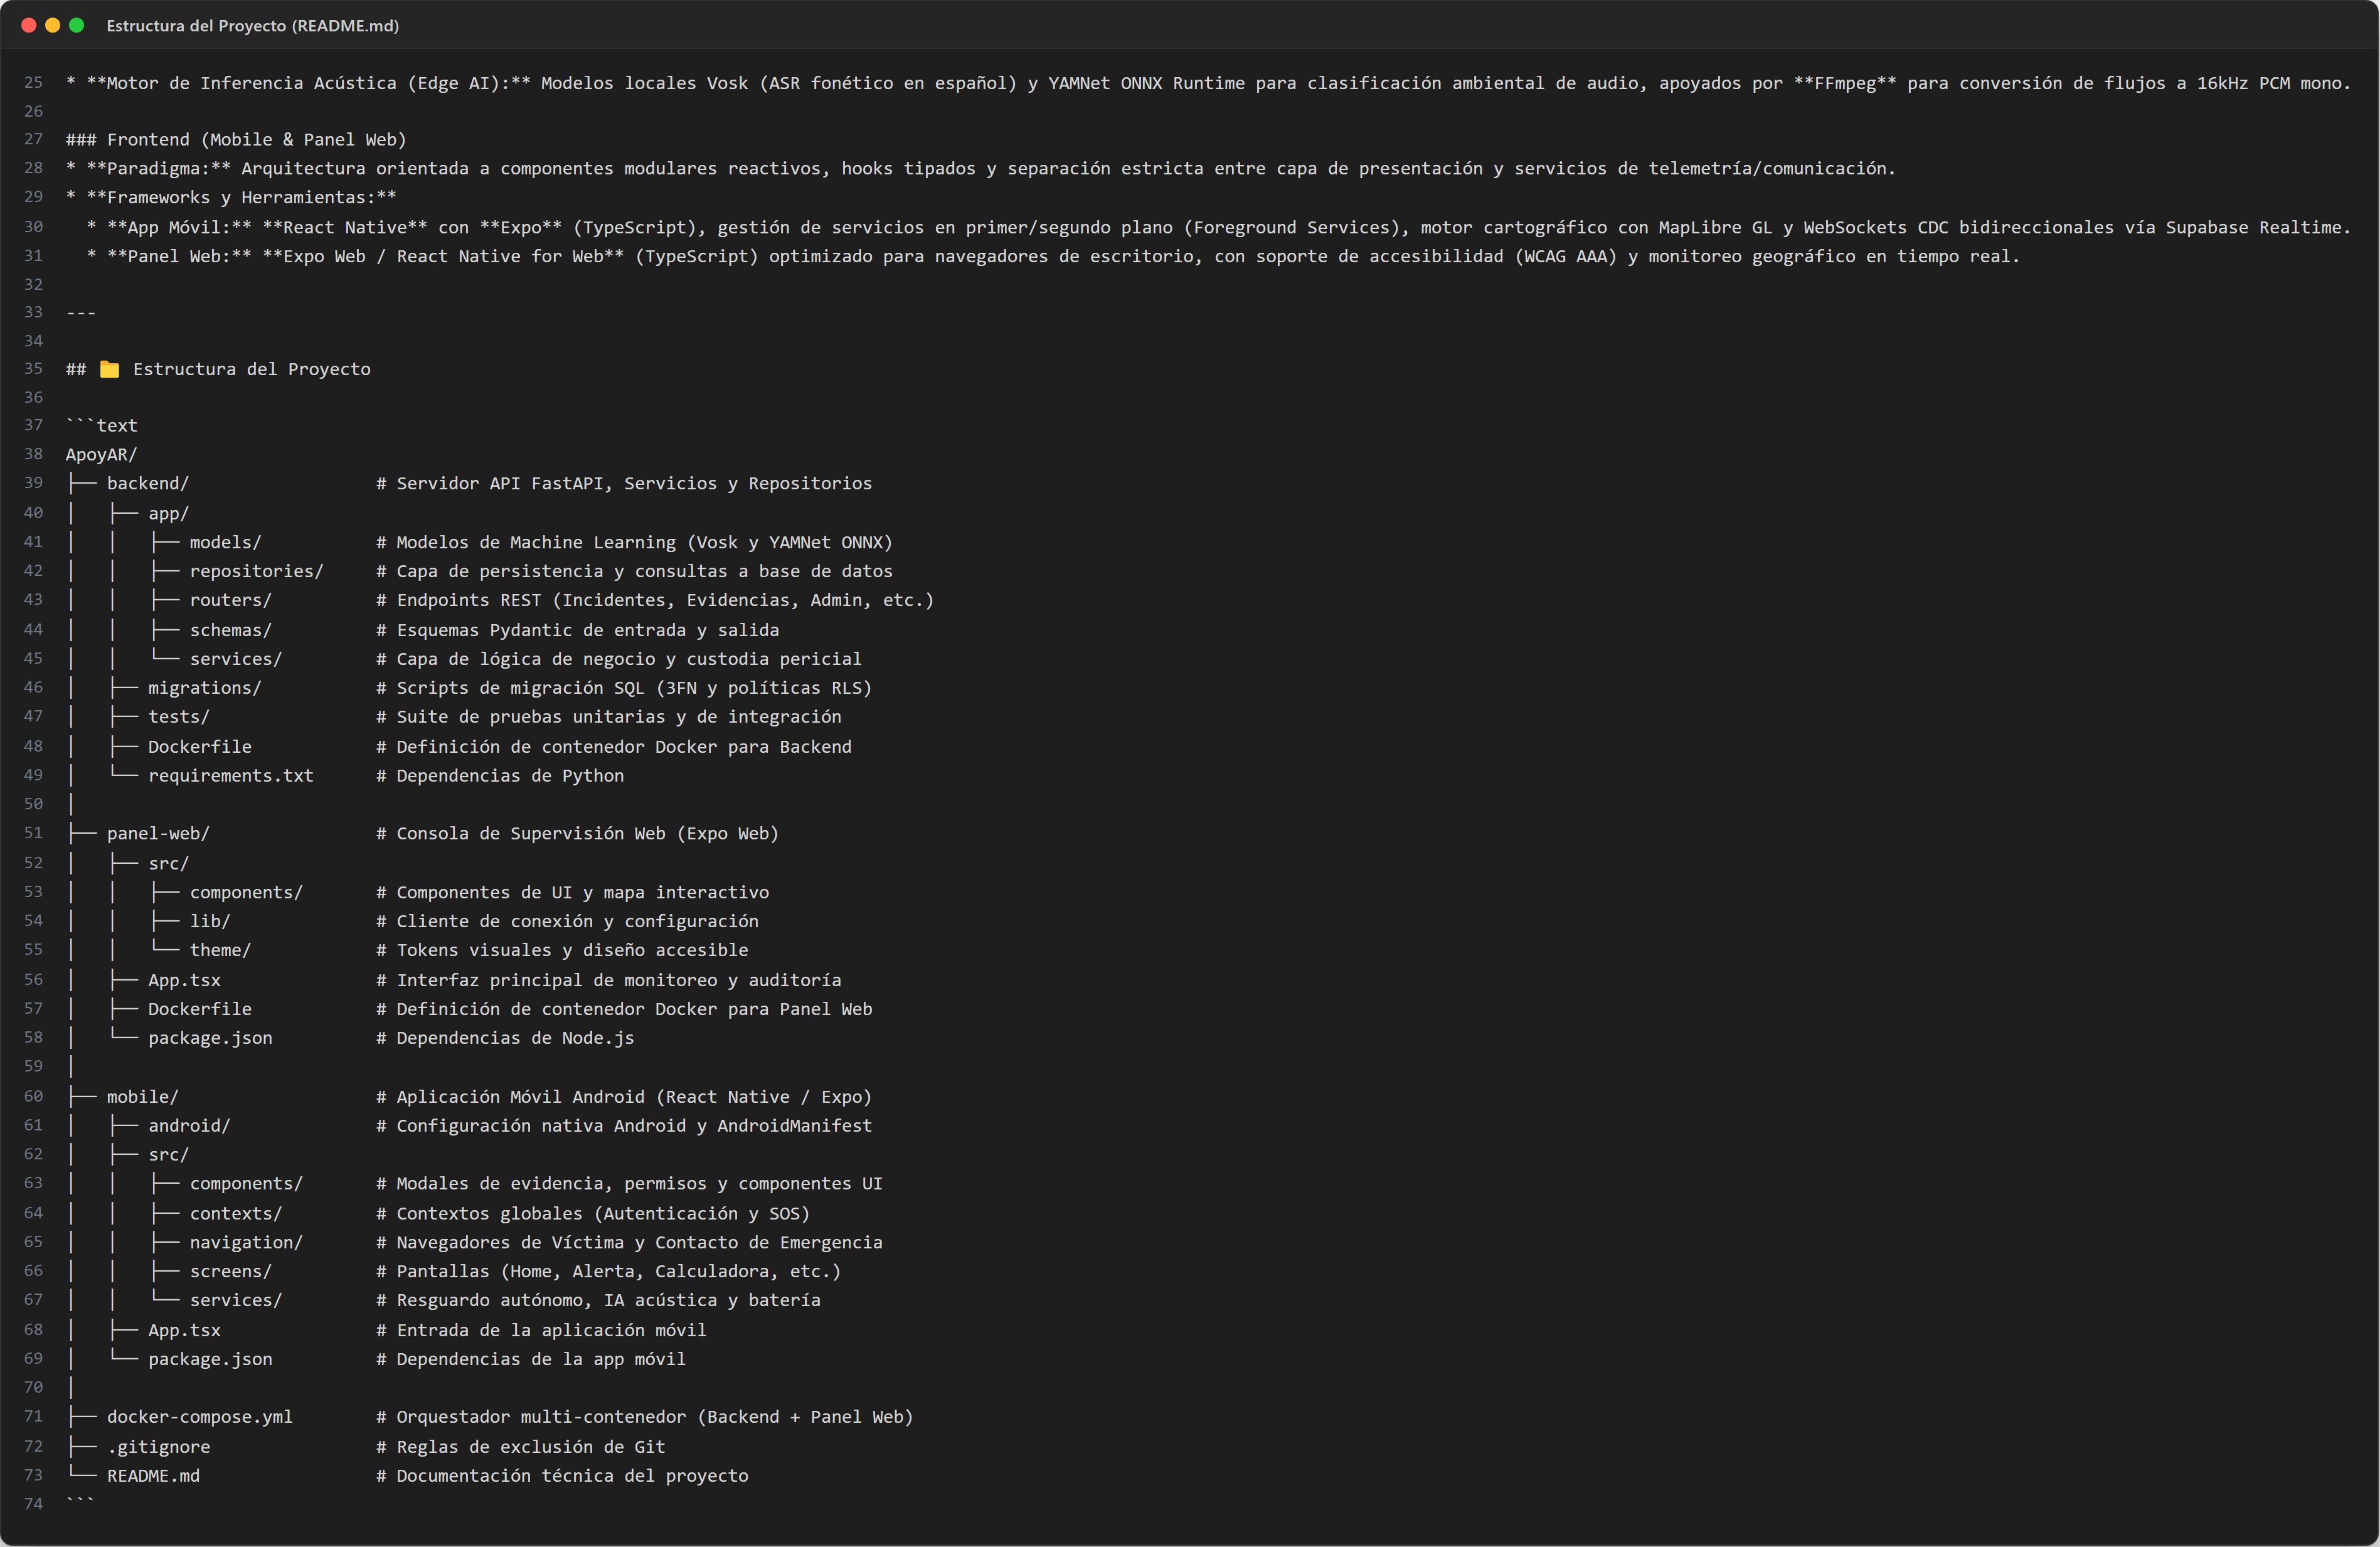 Estructura del Proyecto (README.md)
25 * **Motor de Inferencia Acústica (Edge AI):** Modelos locales Vosk (ASR fonético en español) y YAMNet ONNX Runtime para clasificación ambiental de audio, apoyados por **FFmpeg** para conversión de flujos a 16kHz PCM mono.
26
27 ### Frontend (Mobile & Panel Web)
28 * **Paradigma:** Arquitectura orientada a componentes modulares reactivos, hooks tipados y separación estricta entre capa de presentación y servicios de telemetría/comunicación.
29 * **Frameworks y Herramientas:**
30   * **App Móvil:** **React Native** con **Expo** (TypeScript), gestión de servicios en primer/segundo plano (Foreground Services), motor cartográfico con MapLibre GL y WebSockets CDC bidireccionales vía Supabase Realtime.
31   * **Panel Web:** **Expo Web / React Native for Web** (TypeScript) optimizado para navegadores de escritorio, con soporte de accesibilidad (WCAG AAA) y monitoreo geográfico en tiempo real.
32
33 ---
34
35 ## 📁 Estructura del Proyecto
36
37 ```text
38 ApoyAR/
39 ├── backend/                  # Servidor API FastAPI, Servicios y Repositorios
40 │   ├── app/
41 │   │   ├── models/           # Modelos de Machine Learning (Vosk y YAMNet ONNX)
42 │   │   ├── repositories/     # Capa de persistencia y consultas a base de datos
43 │   │   ├── routers/          # Endpoints REST (Incidentes, Evidencias, Admin, etc.)
44 │   │   ├── schemas/          # Esquemas Pydantic de entrada y salida
45 │   │   └── services/         # Capa de lógica de negocio y custodia pericial
46 │   ├── migrations/           # Scripts de migración SQL (3FN y políticas RLS)
47 │   ├── tests/                # Suite de pruebas unitarias y de integración
48 │   ├── Dockerfile            # Definición de contenedor Docker para Backend
49 │   └── requirements.txt      # Dependencias de Python
50 │
51 ├── panel-web/                # Consola de Supervisión Web (Expo Web)
52 │   ├── src/
53 │   │   ├── components/       # Componentes de UI y mapa interactivo
54 │   │   ├── lib/              # Cliente de conexión y configuración
55 │   │   └── theme/            # Tokens visuales y diseño accesible
56 │   ├── App.tsx               # Interfaz principal de monitoreo y auditoría
57 │   ├── Dockerfile            # Definición de contenedor Docker para Panel Web
58 │   └── package.json          # Dependencias de Node.js
59 │
60 ├── mobile/                   # Aplicación Móvil Android (React Native / Expo)
61 │   ├── android/              # Configuración nativa Android y AndroidManifest
62 │   ├── src/
63 │   │   ├── components/       # Modales de evidencia, permisos y componentes UI
64 │   │   ├── contexts/         # Contextos globales (Autenticación y SOS)
65 │   │   ├── navigation/       # Navegadores de Víctima y Contacto de Emergencia
66 │   │   ├── screens/          # Pantallas (Home, Alerta, Calculadora, etc.)
67 │   │   └── services/         # Resguardo autónomo, IA acústica y batería
68 │   ├── App.tsx               # Entrada de la aplicación móvil
69 │   └── package.json          # Dependencias de la app móvil
70 │
71 ├── docker-compose.yml        # Orquestador multi-contenedor (Backend + Panel Web)
72 ├── .gitignore                # Reglas de exclusión de Git
73 └── README.md                 # Documentación técnica del proyecto
74 ```